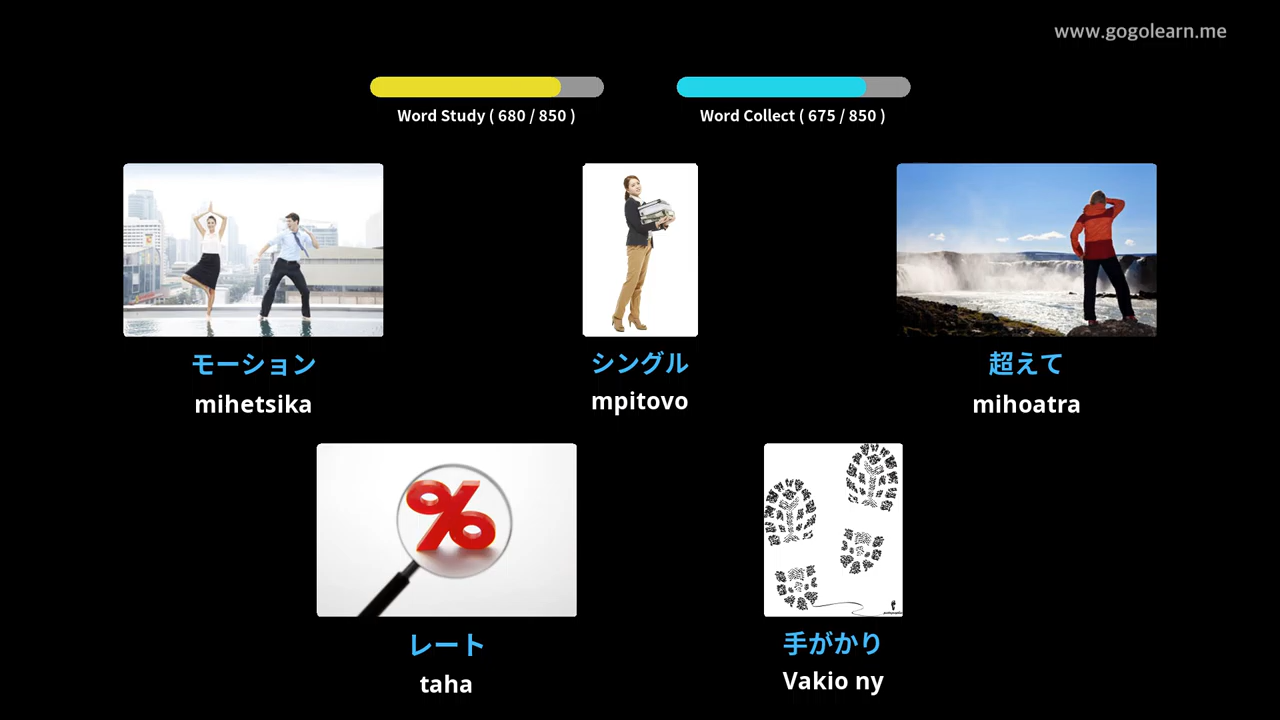 www.gogolearn.me
Word Study ( 680 / 850 )
Word Collect ( 675 / 850 )
モーション
mihetsika
シングル
mpitovo
超えて
mihoatra
レート
taha
手がかり
Vakio ny